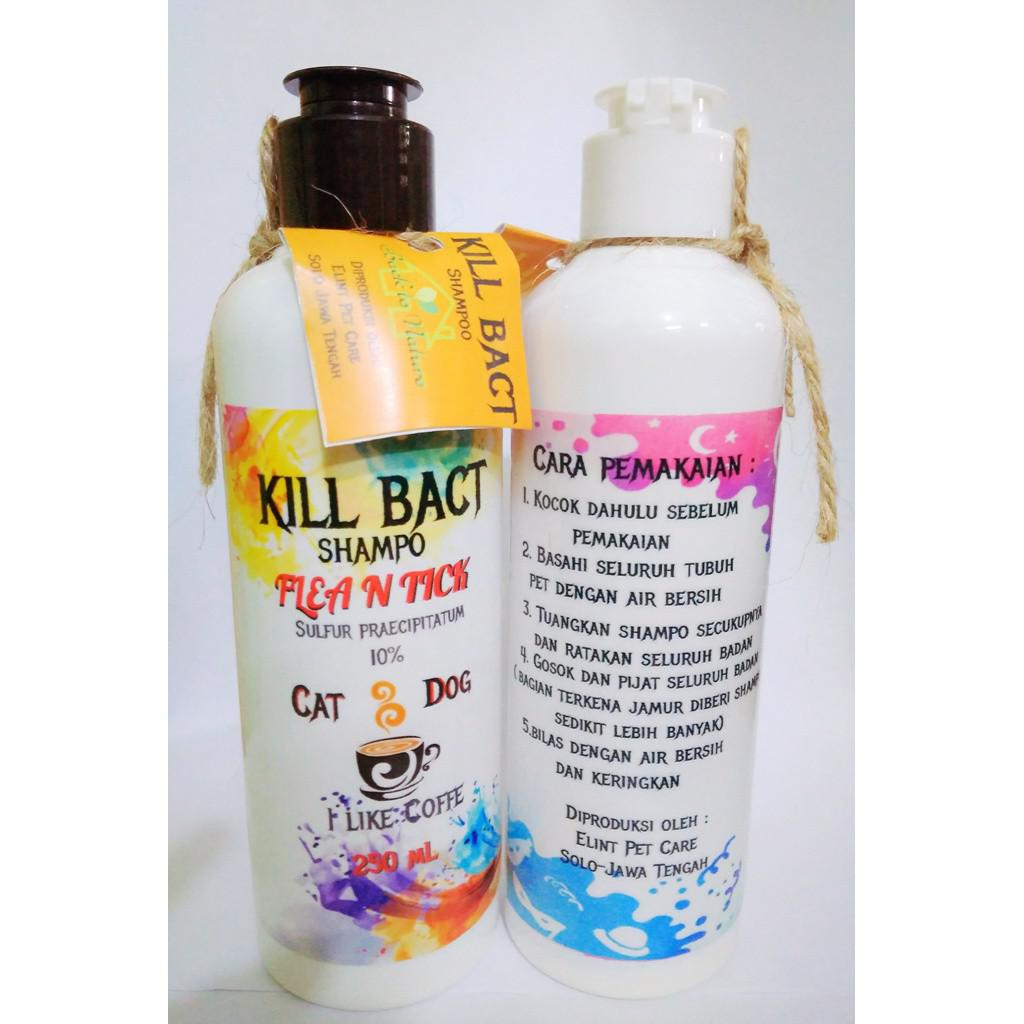 KILL BACT
SHAMPOO
Back to Nature
DIPRODUKSI OLEH
ELINT PET CARE
SOLO JAWA TENGAH
KILL BACT
SHAMPO
FLEA N TICK
SULFUR PRAECIPITATUM
10%
CAT DOG
I LIKE COFFE
290 ML
CARA PEMAKAIAN :
1. KOCOK DAHULU SEBELUM
PEMAKAIAN
2. BASAHI SELURUH TUBUH
PET DENGAN AIR BERSIH
3. TUANGKAN SHAMPO SECUKUPNYA
DAN RATAKAN SELURUH BADAN
4. GOSOK DAN PIJAT SELURUH BADAN
( BAGIAN TERKENA JAMUR DIBERI SHAMPO
SEDIKIT LEBIH BANYAK)
5.BILAS DENGAN AIR BERSIH
DAN KERINGKAN
DIPRODUKSI OLEH :
ELINT PET CARE
SOLO-JAWA TENGAH